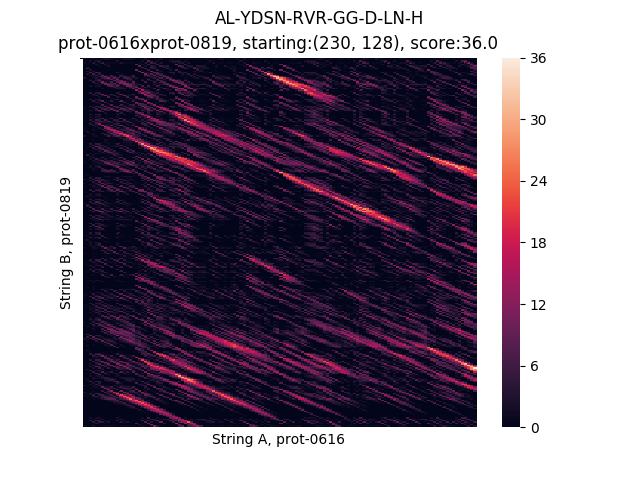 AL-YDSN-RVR-GG-D-LN-H
prot-0616xprot-0819, starting:(230, 128), score:36.0
36
30
24
18
12
6
0
String B, prot-0819
String A, prot-0616